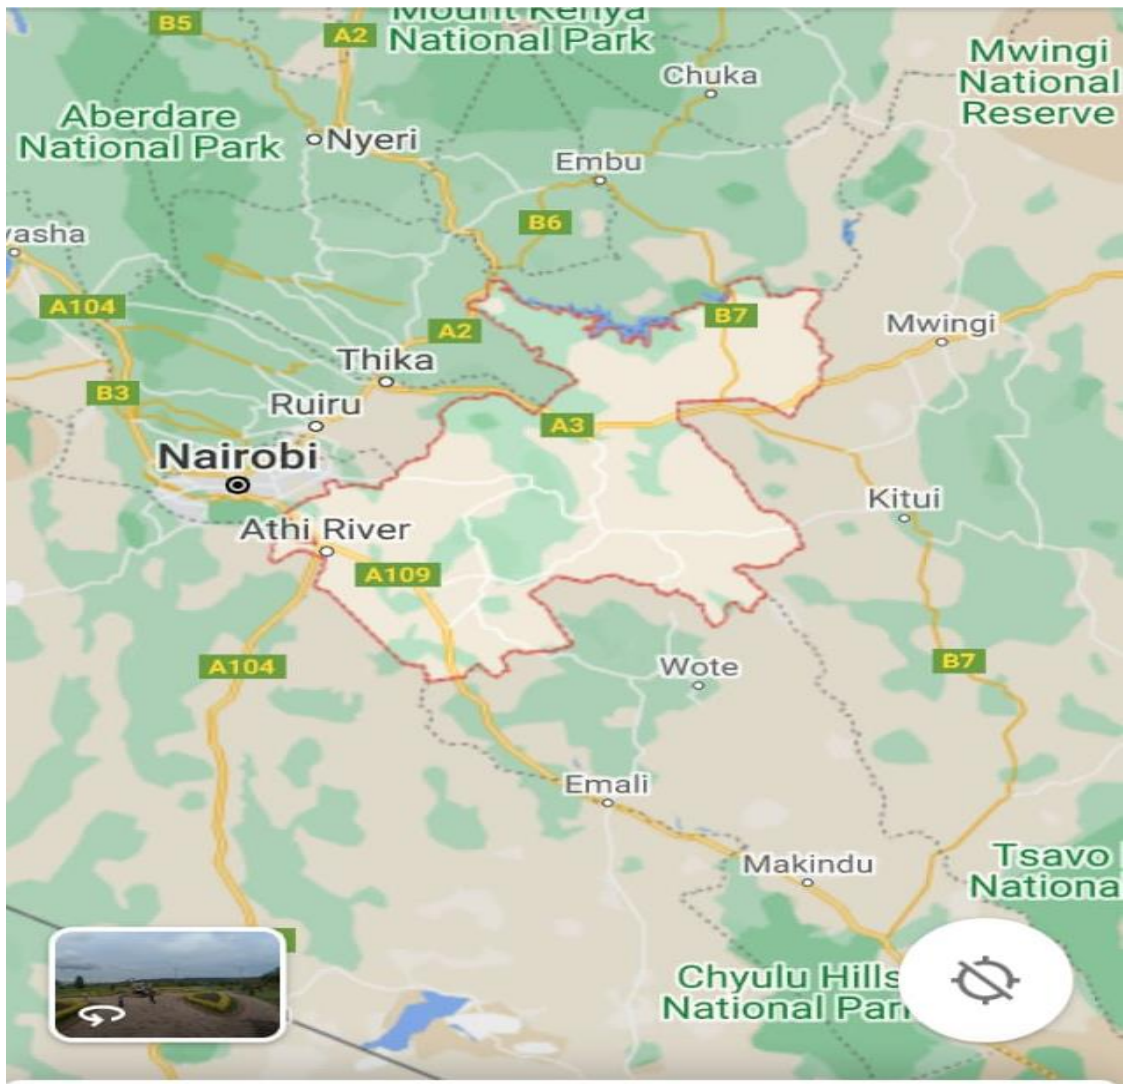 B5
A2
Mount Kenya
National Park
Chuka
Mwingi
National
Reserve
Aberdare
National Park
Nyeri
Embu
B6
vasha
A104
A2
B7
Mwingi
Thika
B3
Ruiru
A3
Nairobi
Kitui
Athi River
A109
A104
Wote
B7
Emali
Makindu
Tsavo
Nationa
Chyulu Hills
National Par